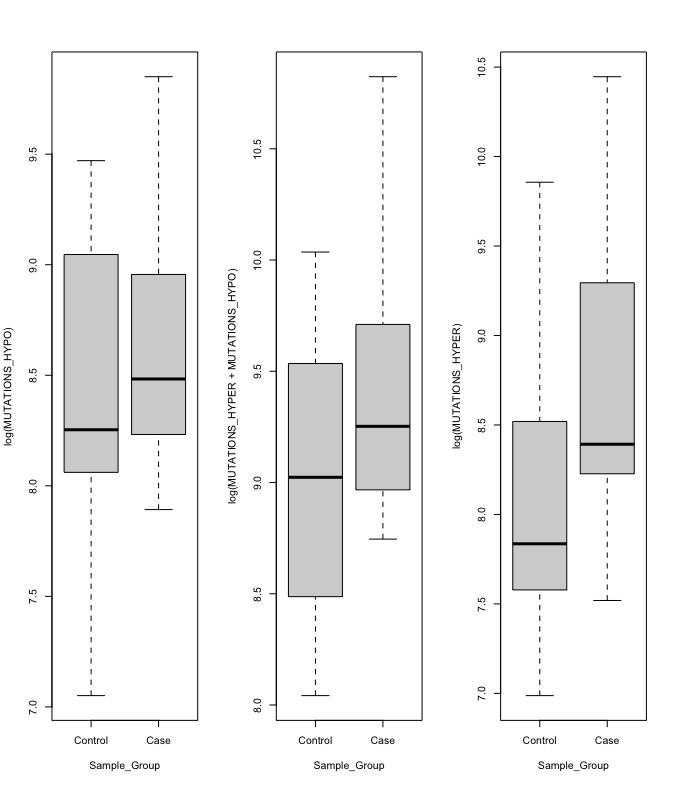 log(MUTATIONS_HYPO)
7.0
7.5
8.0
8.5
9.0
9.5
Control
Case
Sample_Group
log(MUTATIONS_HYPER + MUTATIONS_HYPO)
8.0
8.5
9.0
9.5
10.0
10.5
Control
Case
Sample_Group
log(MUTATIONS_HYPER)
7.0
7.5
8.0
8.5
9.0
9.5
10.0
10.5
Control
Case
Sample_Group